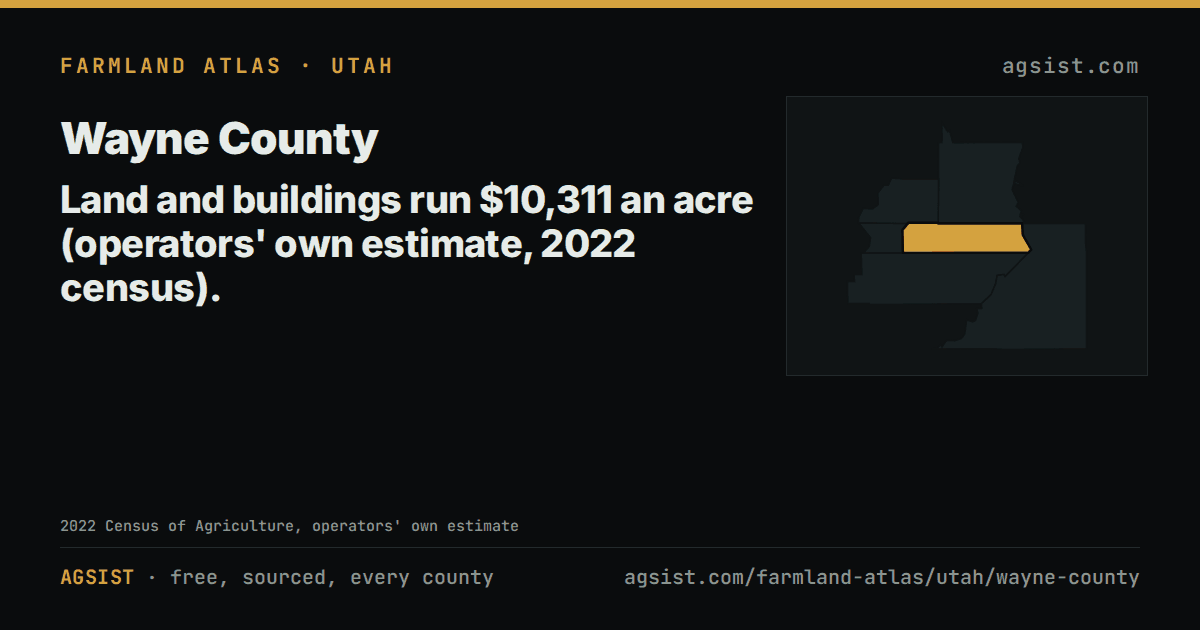 FARMLAND ATLAS · UTAH
agsist.com
Wayne County
Land and buildings run $10,311 an acre
(operators' own estimate, 2022
census).
2022 Census of Agriculture, operators' own estimate
AGSIST · free, sourced, every county
agsist.com/farmland-atlas/utah/wayne-county